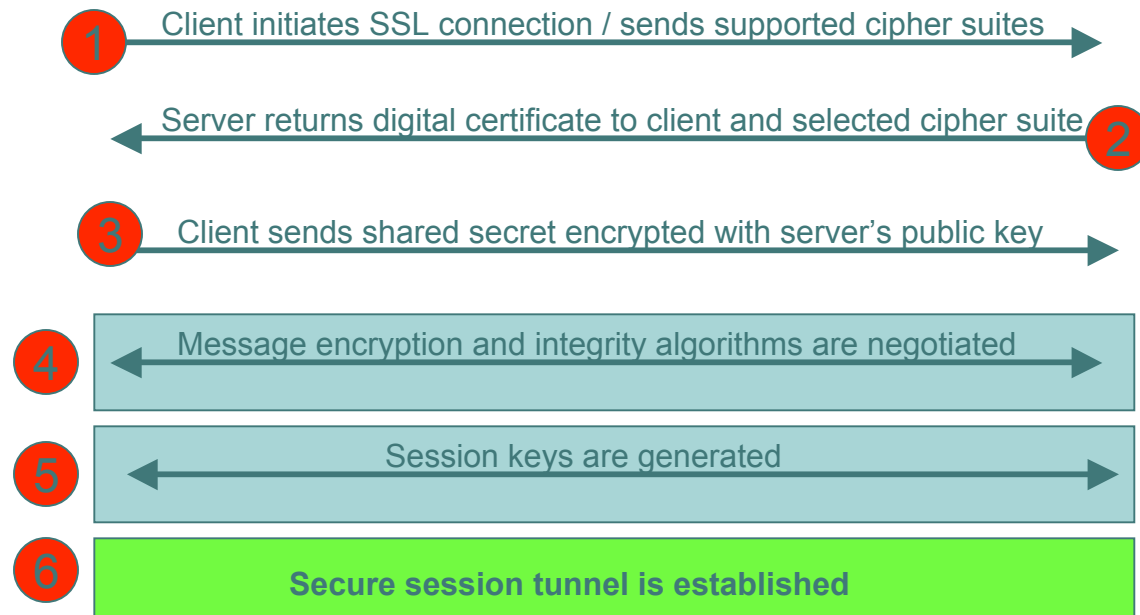 1
Client initiates SSL connection / sends supported cipher suites
Server returns digital certificate to client and selected cipher suite
2
3
Client sends shared secret encrypted with server’s public key
4
Message encryption and integrity algorithms are negotiated
5
Session keys are generated
6
Secure session tunnel is established